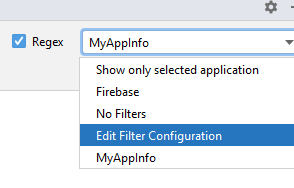 Regex MyAppInfo
Show only selected application
Firebase
No Filters
Edit Filter Configuration
MyAppInfo